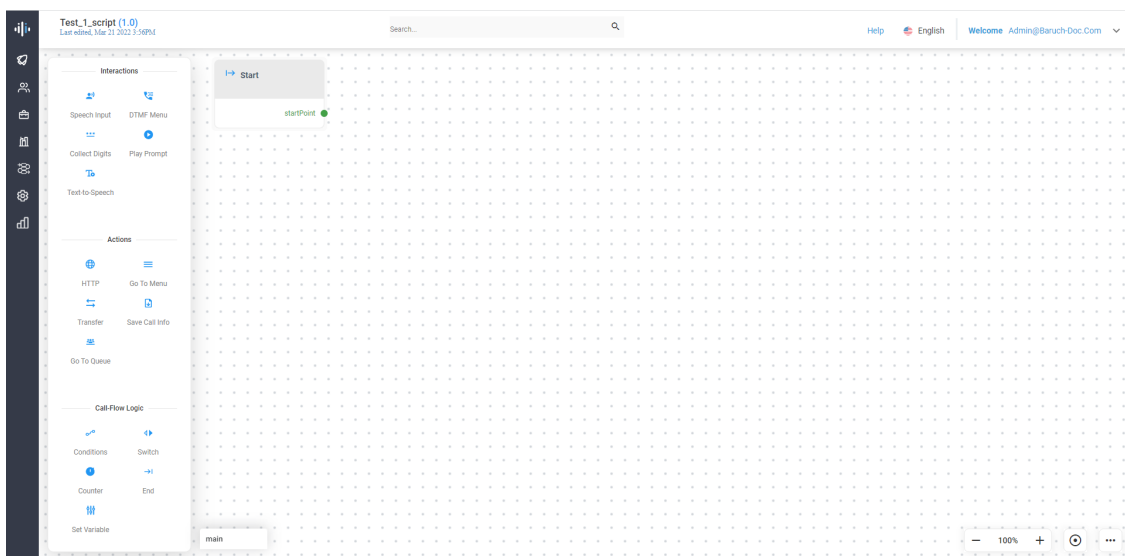 Test_1_script (1.0)
Last edited, Mar 21 2022 3:56PM
Search...
Help
English
Welcome Admin@Baruch-Doc.Com
Interactions
Speech Input
DTMF Menu
Collect Digits
Play Prompt
Text-to-Speech
Actions
HTTP
Go To Menu
Transfer
Save Call Info
Go To Queue
Call-Flow Logic
Conditions
Switch
Counter
End
Set Variable
Start
startPoint
main
100%